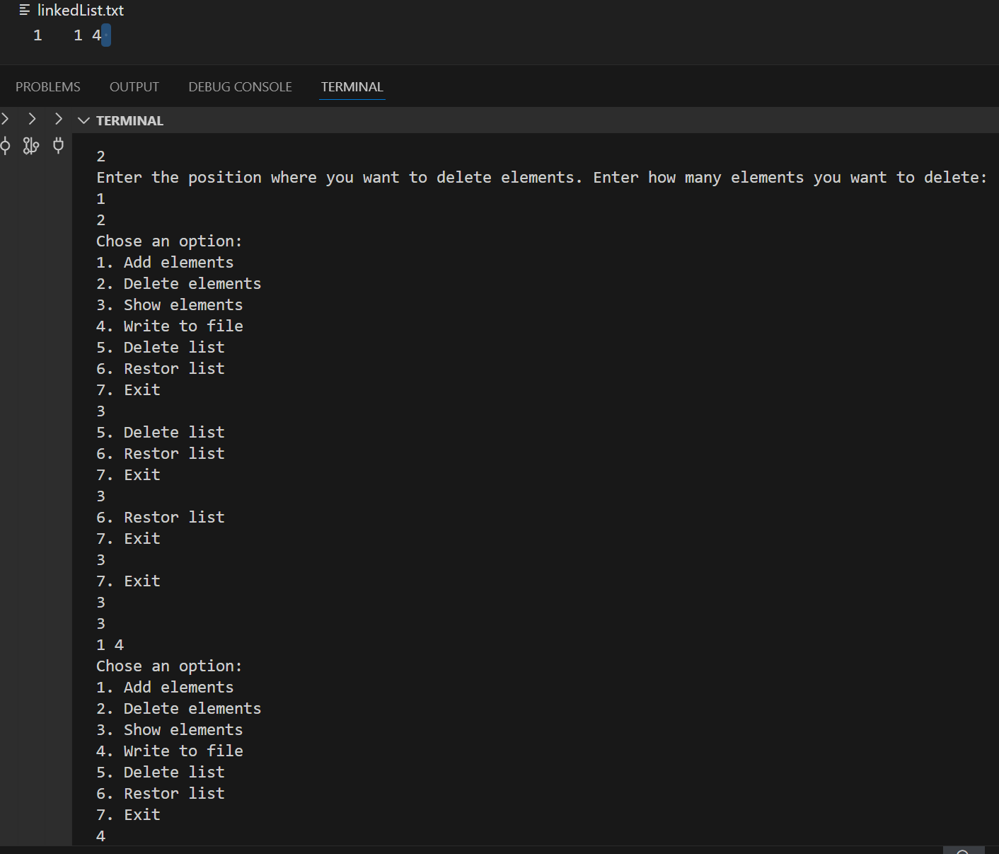 linkedList.txt
1 1 4
PROBLEMS OUTPUT DEBUG CONSOLE TERMINAL
TERMINAL
2
Enter the position where you want to delete elements. Enter how many elements you want to delete:
1
2
Chose an option:
1. Add elements
2. Delete elements
3. Show elements
4. Write to file
5. Delete list
6. Restor list
7. Exit
3
5. Delete list
6. Restor list
7. Exit
3
6. Restor list
7. Exit
3
7. Exit
3
3
1 4
Chose an option:
1. Add elements
2. Delete elements
3. Show elements
4. Write to file
5. Delete list
6. Restor list
7. Exit
4